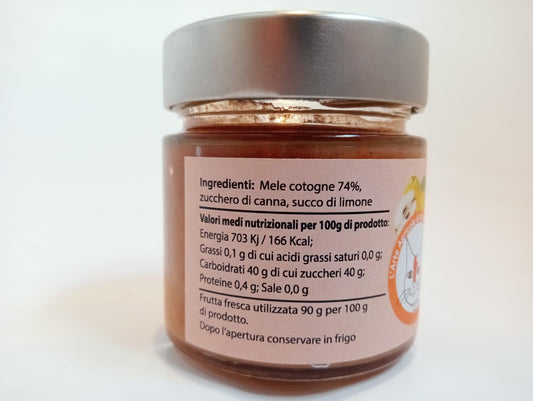 Ingredienti: Mele cotogne 74%,
zucchero di canna, succo di limone
Valori medi nutrizionali per 100g di prodotto:
Energia 703 Kj / 166 Kcal;
Grassi 0,1 g di cui acidi grassi saturi 0,0 g;
Carboidrati 40 g di cui zuccheri 40 g;
Proteine 0,4 g; Sale 0,0 g
Frutta fresca utilizzata 90 g per 100 g
di prodotto.
Dopo l'apertura conservare in frigo